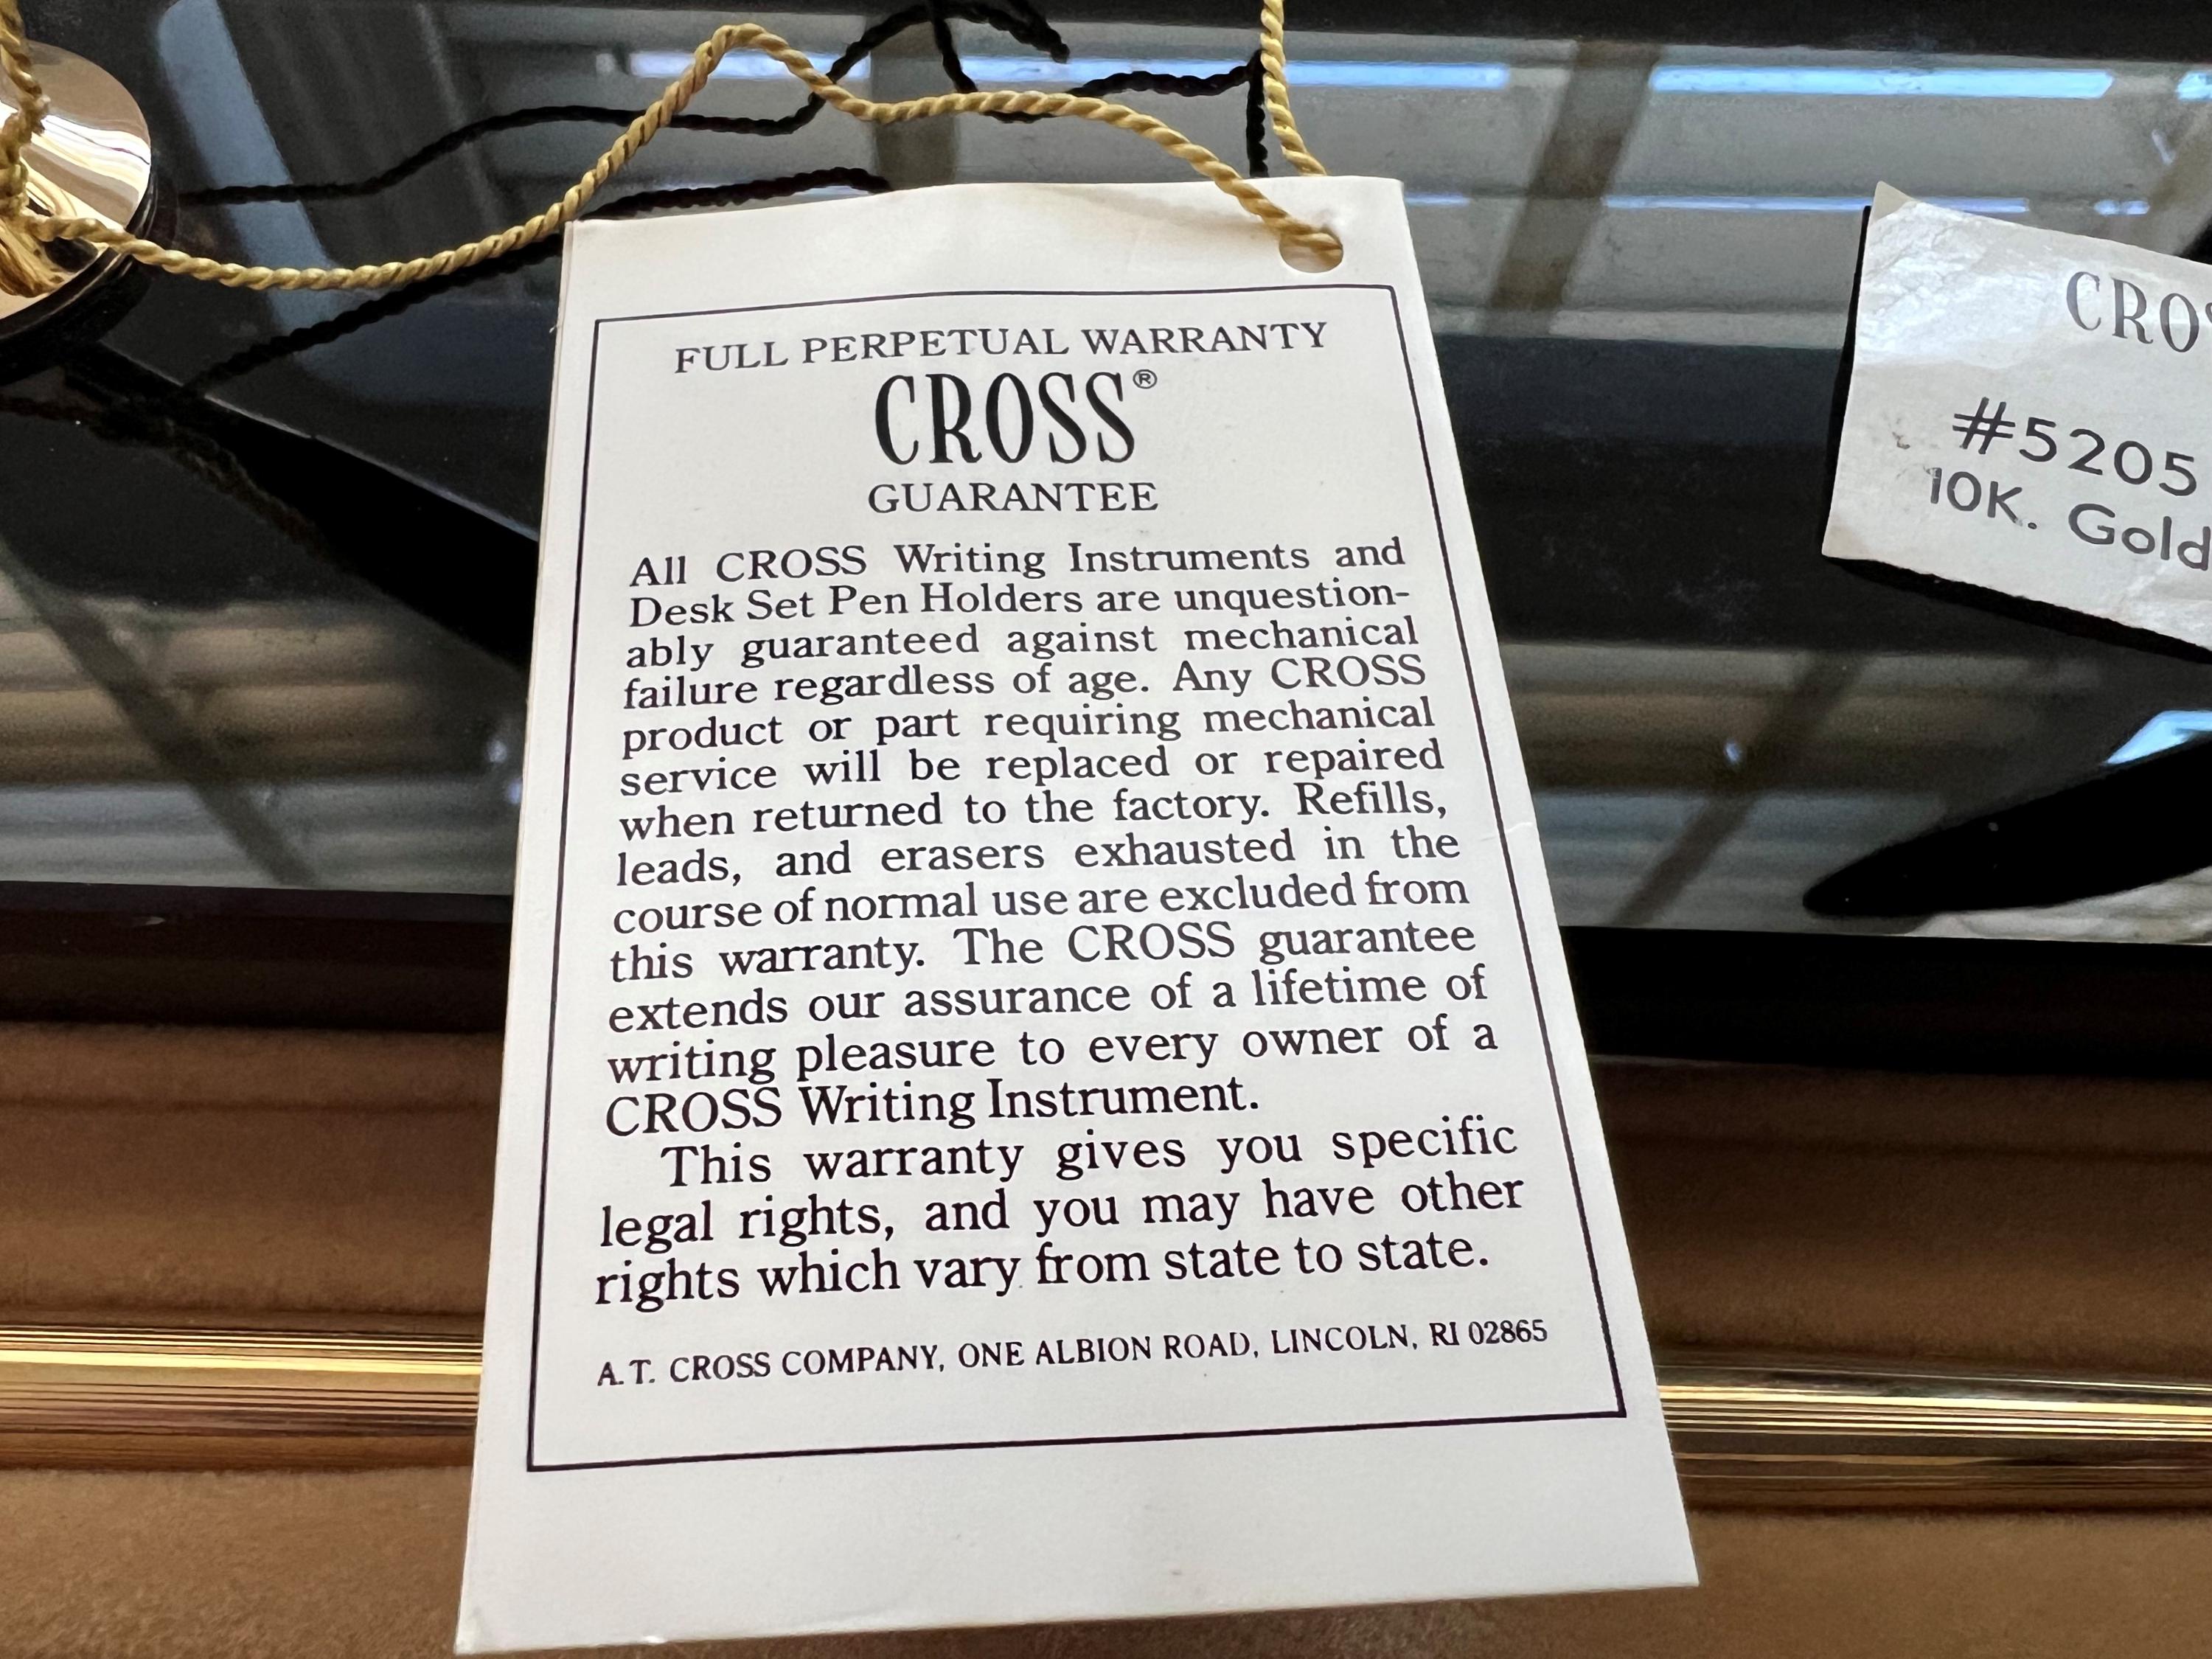 FULL PERPETUAL WARRANTY
CROSS®
GUARANTEE
All CROSS Writing Instruments and
Desk Set Pen Holders are unquestion-
ably guaranteed against mechanical
failure regardless of age. Any CROSS
product or part requiring mechanical
service will be replaced or repaired
when returned to the factory. Refills,
leads, and erasers exhausted in the
course of normal use are excluded from
this warranty. The CROSS guarantee
extends our assurance of a lifetime of
writing pleasure to every owner of a
CROSS Writing Instrument.
This warranty gives you specific
legal rights, and you may have other
rights which vary from state to state.
A.T. CROSS COMPANY, ONE ALBION ROAD, LINCOLN, RI 02865
#5205
10K. Gold